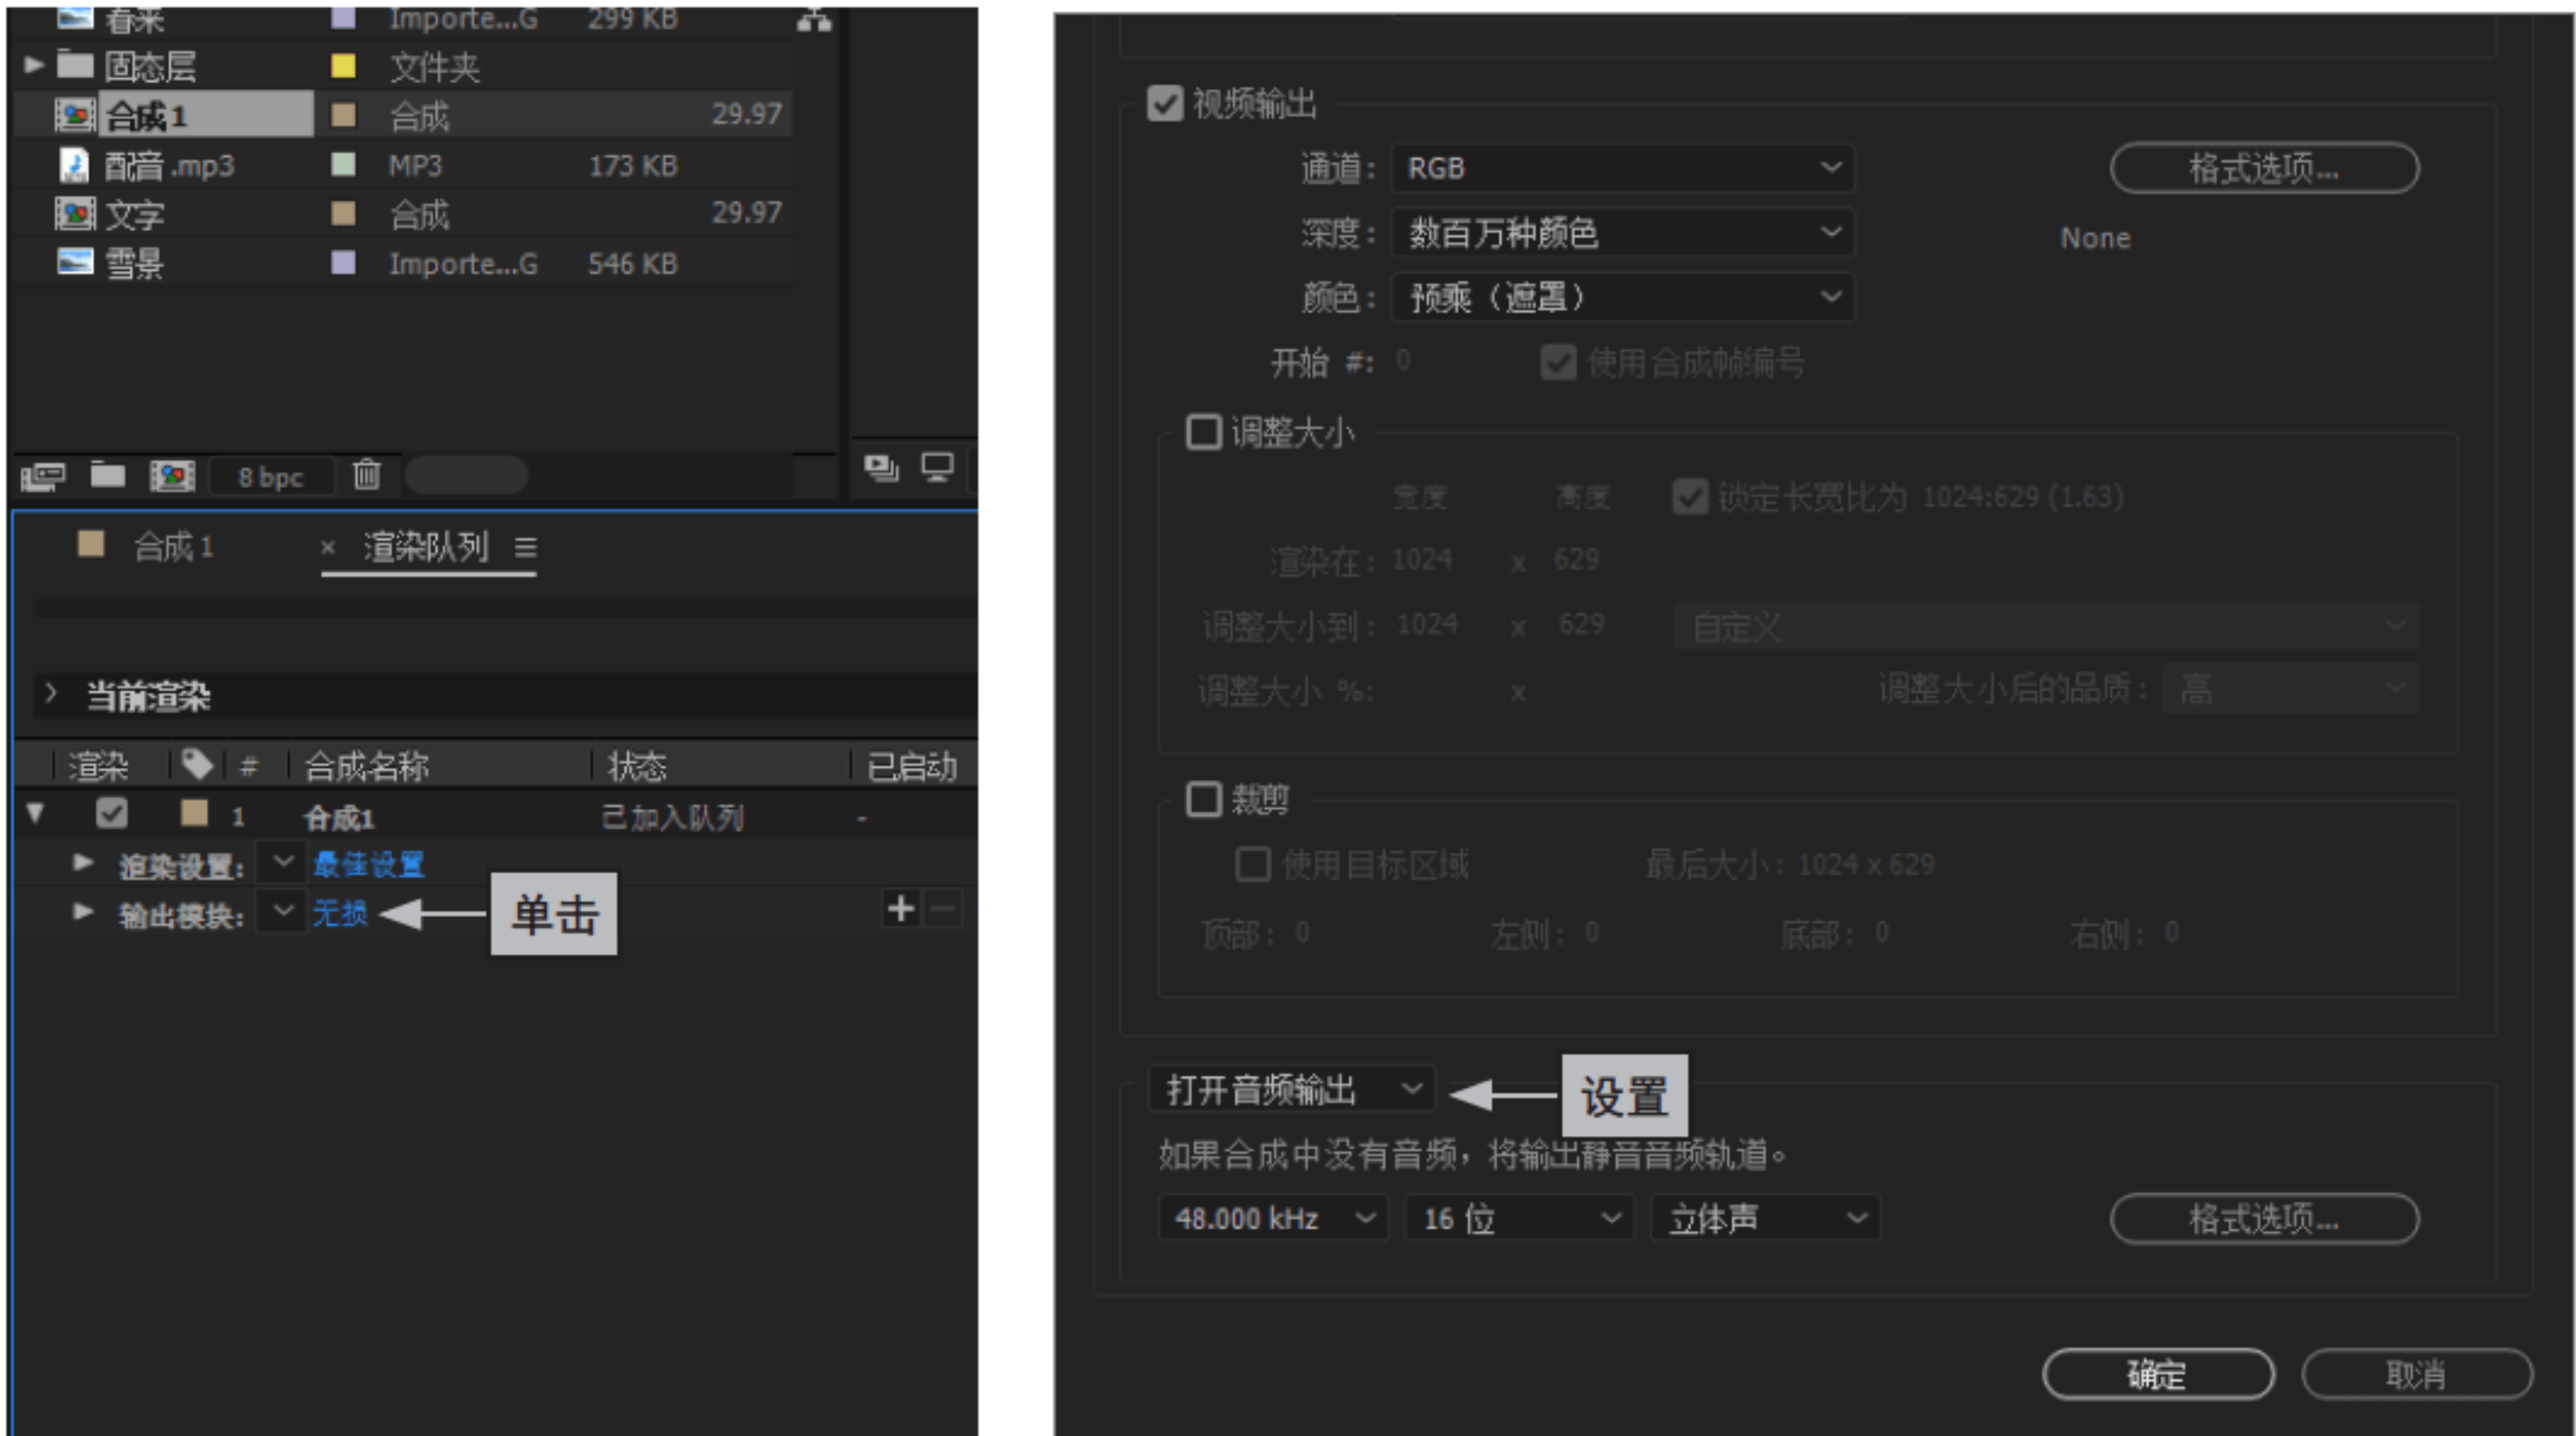 春来 Importe...G 299 KB
固态层 文件夹
合成 1 合成 29.97
配音.mp3 MP3 173 KB
文字 合成 29.97
雪景 Importe...G 546 KB
8 bpc
合成 1 × 渲染队列
当前渲染
渲染 # 合成名称 状态 已启动
1 合成1 已加入队列 -
渲染设置: 最佳设置
输出模块: 无损
单击
视频输出
通道: RGB 格式选项...
深度: 数百万种颜色 None
颜色: 预乘（遮罩）
开始 #: 0 使用合成帧编号
调整大小
宽度 高度 锁定长宽比为 1024:629 (1.63)
渲染在: 1024 x 629
调整大小到: 1024 x 629 自定义
调整大小 %: x 调整大小后的品质: 高
裁剪
使用目标区域 最后大小: 1024 x 629
顶部: 0 左侧: 0 底部: 0 右侧: 0
打开音频输出
设置
如果合成中没有音频，将输出静音音频轨道。
48.000 kHz 16 位 立体声 格式选项...
确定 取消